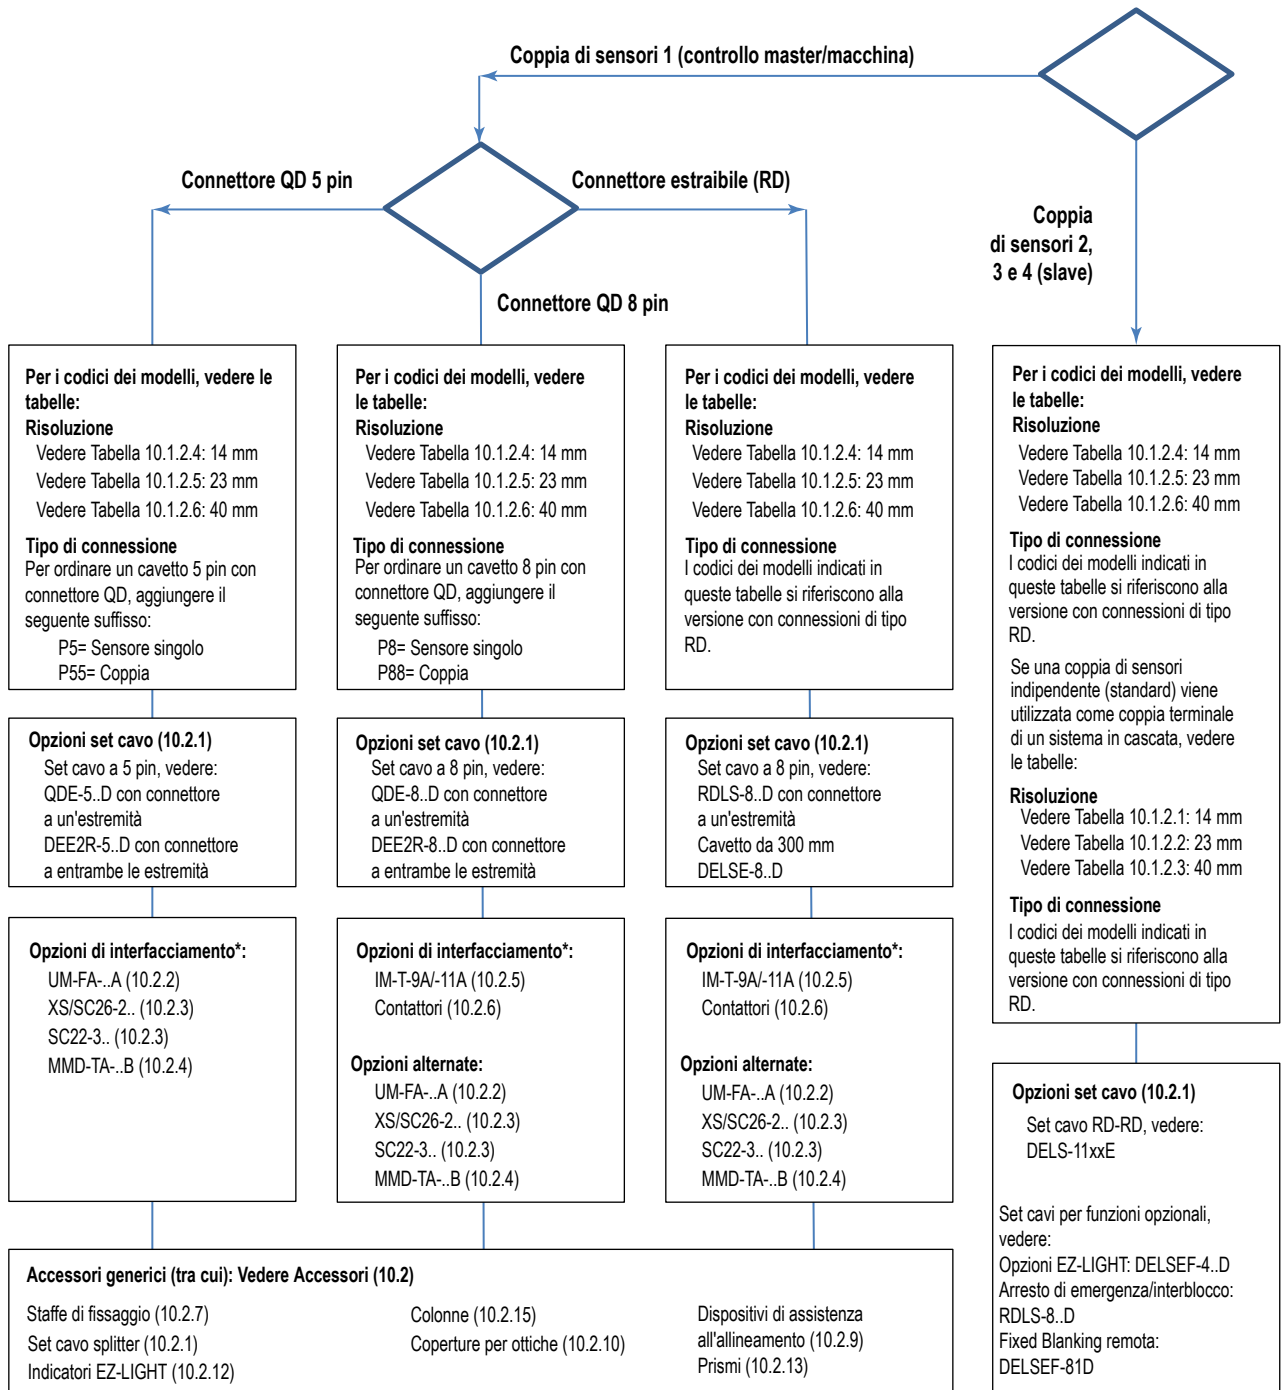 Coppia di sensori 1 (controllo master/macchina)
Connettore QD 5 pin
Connettore estraibile (RD)
Connettore QD 8 pin
Coppia
di sensori 2,
3 e 4 (slave)
Per i codici dei modelli, vedere le
tabelle:
Risoluzione
Vedere Tabella 10.1.2.4: 14 mm
Vedere Tabella 10.1.2.5: 23 mm
Vedere Tabella 10.1.2.6: 40 mm
Tipo di connessione
Per ordinare un cavetto 5 pin con
connettore QD, aggiungere il
seguente suffisso:
P5= Sensore singolo
P55= Coppia
Per i codici dei modelli, vedere
le tabelle:
Risoluzione
Vedere Tabella 10.1.2.4: 14 mm
Vedere Tabella 10.1.2.5: 23 mm
Vedere Tabella 10.1.2.6: 40 mm
Tipo di connessione
Per ordinare un cavetto 8 pin con
connettore QD, aggiungere il
seguente suffisso:
P8= Sensore singolo
P88= Coppia
Per i codici dei modelli, vedere
le tabelle:
Risoluzione
Vedere Tabella 10.1.2.4: 14 mm
Vedere Tabella 10.1.2.5: 23 mm
Vedere Tabella 10.1.2.6: 40 mm
Tipo di connessione
I codici dei modelli indicati in
queste tabelle si riferiscono alla
versione con connessioni di tipo
RD.
Per i codici dei modelli, vedere
le tabelle:
Risoluzione
Vedere Tabella 10.1.2.4: 14 mm
Vedere Tabella 10.1.2.5: 23 mm
Vedere Tabella 10.1.2.6: 40 mm
Tipo di connessione
I codici dei modelli indicati in
queste tabelle si riferiscono alla
versione con connessioni di tipo
RD.
Se una coppia di sensori
indipendente (standard) viene
utilizzata come coppia terminale
di un sistema in cascata, vedere
le tabelle:
Risoluzione
Vedere Tabella 10.1.2.1: 14 mm
Vedere Tabella 10.1.2.2: 23 mm
Vedere Tabella 10.1.2.3: 40 mm
Tipo di connessione
I codici dei modelli indicati in
queste tabelle si riferiscono alla
versione con connessioni di tipo
RD.
Opzioni set cavo (10.2.1)
Set cavo a 5 pin, vedere:
QDE-5..D con connettore
a un'estremità
DEE2R-5..D con connettore
a entrambe le estremità
Opzioni set cavo (10.2.1)
Set cavo a 8 pin, vedere:
QDE-8..D con connettore
a un'estremità
DEE2R-8..D con connettore
a entrambe le estremità
Opzioni set cavo (10.2.1)
Set cavo a 8 pin, vedere:
RDLS-8..D con connettore
a un'estremità
Cavetto da 300 mm
DELSE-8..D
Opzioni di interfacciamento*:
UM-FA-..A (10.2.2)
XS/SC26-2.. (10.2.3)
SC22-3.. (10.2.3)
MMD-TA-..B (10.2.4)
Opzioni di interfacciamento*:
IM-T-9A/-11A (10.2.5)
Contattori (10.2.6)
Opzioni alternate:
UM-FA-..A (10.2.2)
XS/SC26-2.. (10.2.3)
SC22-3.. (10.2.3)
MMD-TA-..B (10.2.4)
Opzioni di interfacciamento*:
IM-T-9A/-11A (10.2.5)
Contattori (10.2.6)
Opzioni alternate:
UM-FA-..A (10.2.2)
XS/SC26-2.. (10.2.3)
SC22-3.. (10.2.3)
MMD-TA-..B (10.2.4)
Opzioni set cavo (10.2.1)
Set cavo RD-RD, vedere:
DELS-11xxE
Set cavi per funzioni opzionali,
vedere:
Opzioni EZ-LIGHT: DELSEF-4..D
Arresto di emergenza/interblocco:
RDLS-8..D
Fixed Blanking remota:
DELSEF-81D
Accessori generici (tra cui): Vedere Accessori (10.2)
Staffe di fissaggio (10.2.7)
Set cavo splitter (10.2.1)
Indicatori EZ-LIGHT (10.2.12)
Colonne (10.2.15)
Coperture per ottiche (10.2.10)
Dispositivi di assistenza
all'allineamento (10.2.9)
Prismi (10.2.13)